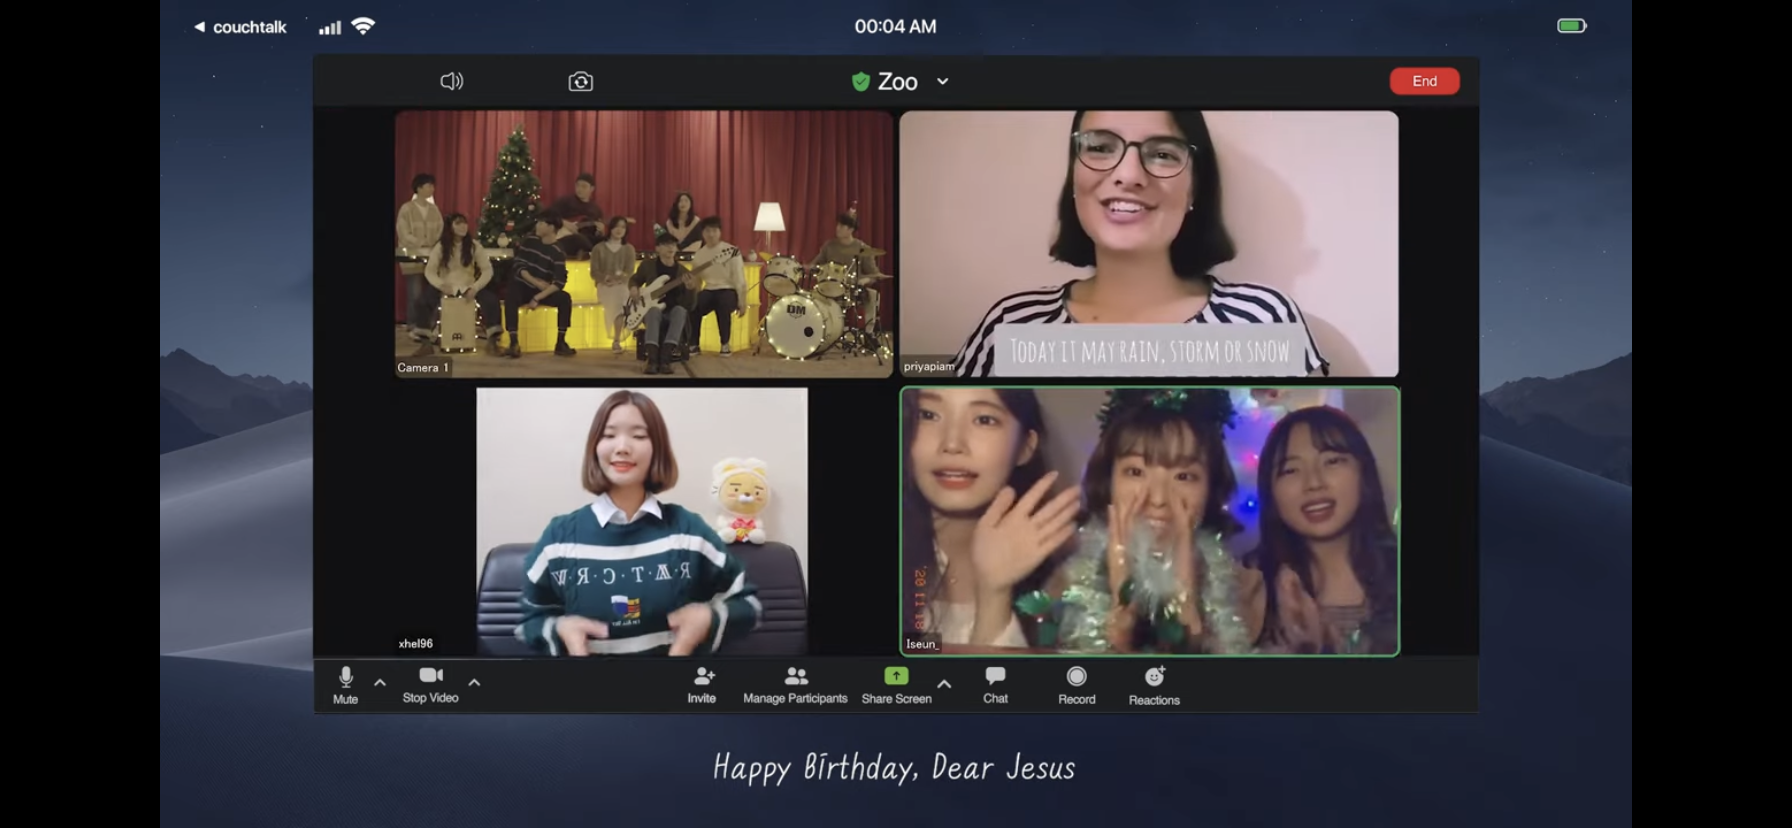 couchtalk
00:04 AM
Zoo
End
Camera 1
priyapiam
TODAY IT MAY RAIN, STORM OR SNOW
DM
R·M·T·C·R·W
xhel96
'20 11 18
Iseun_
Mute
Stop Video
Invite
Manage Participants
Share Screen
Chat
Record
Reactions
Happy Birthday, Dear Jesus